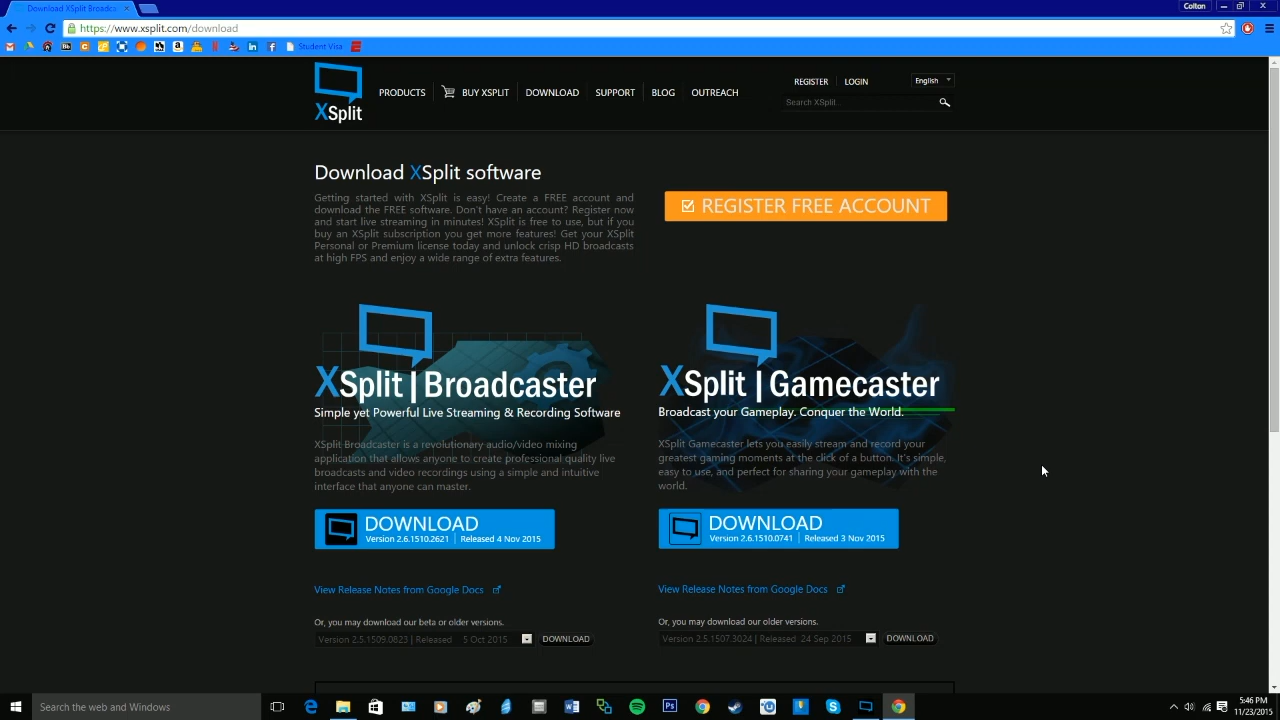 Download XSplit Broadca
Colton
https://www.xsplit.com/download
Student Visa
XSplit
PRODUCTS
BUY XSPLIT
DOWNLOAD
SUPPORT
BLOG
OUTREACH
REGISTER
LOGIN
English
Search XSplit...
Download XSplit software
Getting started with XSplit is easy! Create a FREE account and
download the FREE software. Don't have an account? Register now
and start live streaming in minutes! XSplit is free to use, but if you
buy an XSplit subscription you get more features! Get your XSplit
Personal or Premium license today and unlock crisp HD broadcasts
at high FPS and enjoy a wide range of extra features.
REGISTER FREE ACCOUNT
XSplit | Broadcaster
Simple yet Powerful Live Streaming & Recording Software
XSplit Broadcaster is a revolutionary audio/video mixing
application that allows anyone to create professional quality live
broadcasts and video recordings using a simple and intuitive
interface that anyone can master.
DOWNLOAD
Version 2.6.1510.2621 | Released 4 Nov 2015
View Release Notes from Google Docs
Or, you may download our beta or older versions.
Version 2.5.1509.0823 | Released 5 Oct 2015
DOWNLOAD
XSplit | Gamecaster
Broadcast your Gameplay. Conquer the World.
XSplit Gamecaster lets you easily stream and record your
greatest gaming moments at the click of a button. It's simple,
easy to use, and perfect for sharing your gameplay with the
world.
DOWNLOAD
Version 2.6.1510.0741 | Released 3 Nov 2015
View Release Notes from Google Docs
Or, you may download our older versions.
Version 2.5.1507.3024 | Released 24 Sep 2015
DOWNLOAD
Search the web and Windows
5:46 PM
11/23/2015